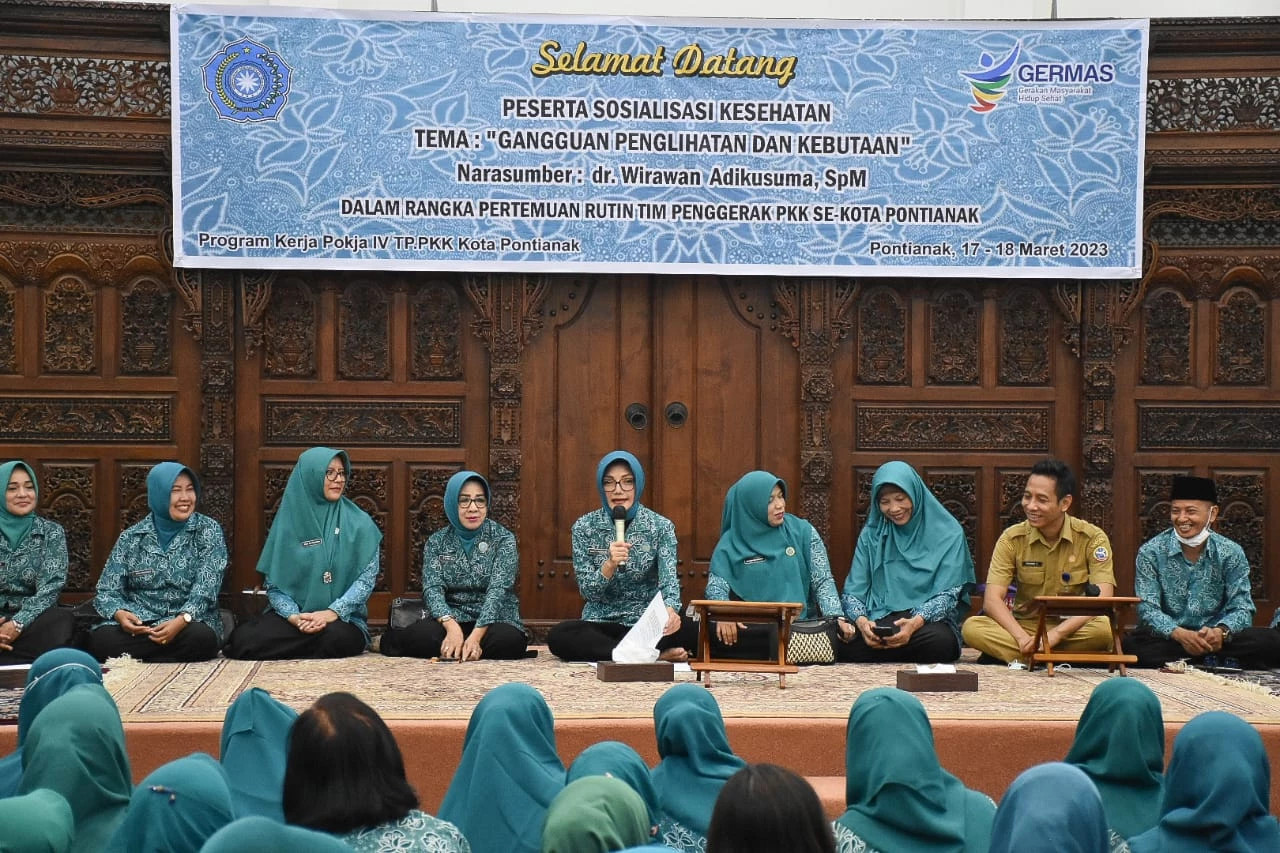 Selamat Datang
GERMAS
Gerakan Masyarakat
Hidup Sehat
PESERTA SOSIALISASI KESEHATAN
TEMA : "GANGGUAN PENGLIHATAN DAN KEBUTAAN"
Narasumber : dr. Wirawan Adikusuma, SpM
DALAM RANGKA PERTEMUAN RUTIN TIM PENGGERAK PKK SE-KOTA PONTIANAK
Program Kerja Pokja IV TP.PKK Kota Pontianak
Pontianak, 17 - 18 Maret 2023